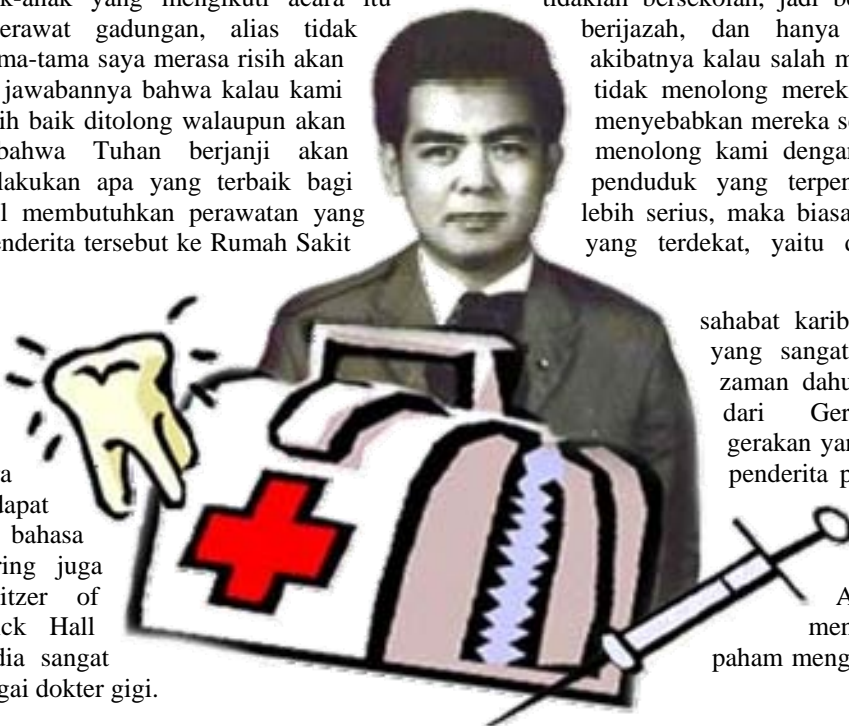 k-anak yang mengikuti acara itu tidaklah bersekolah, jadi be
erawat gadungan, alias tidak berijazah, dan hanya
ma-tama saya merasa risih akan akibatnya kalau salah m
jawabannya bahwa kalau kami tidak menolong merek
ih baik ditolong walaupun akan menyebabkan mereka se
bahwa Tuhan berjanji akan menolong kami dengan
lakukan apa yang terbaik bagi penduduk yang terpen
l membutuhkan perawatan yang lebih serius, maka biasa
enderita tersebut ke Rumah Sakit yang terdekat, yaitu d
sahabat karib
yang sangat
zaman dahu
dari Ger
gerakan yan
a penderita p
dapat
bahasa
ring juga
itzer of A
ck Hall men
dia sangat paham meng
gai dokter gigi.